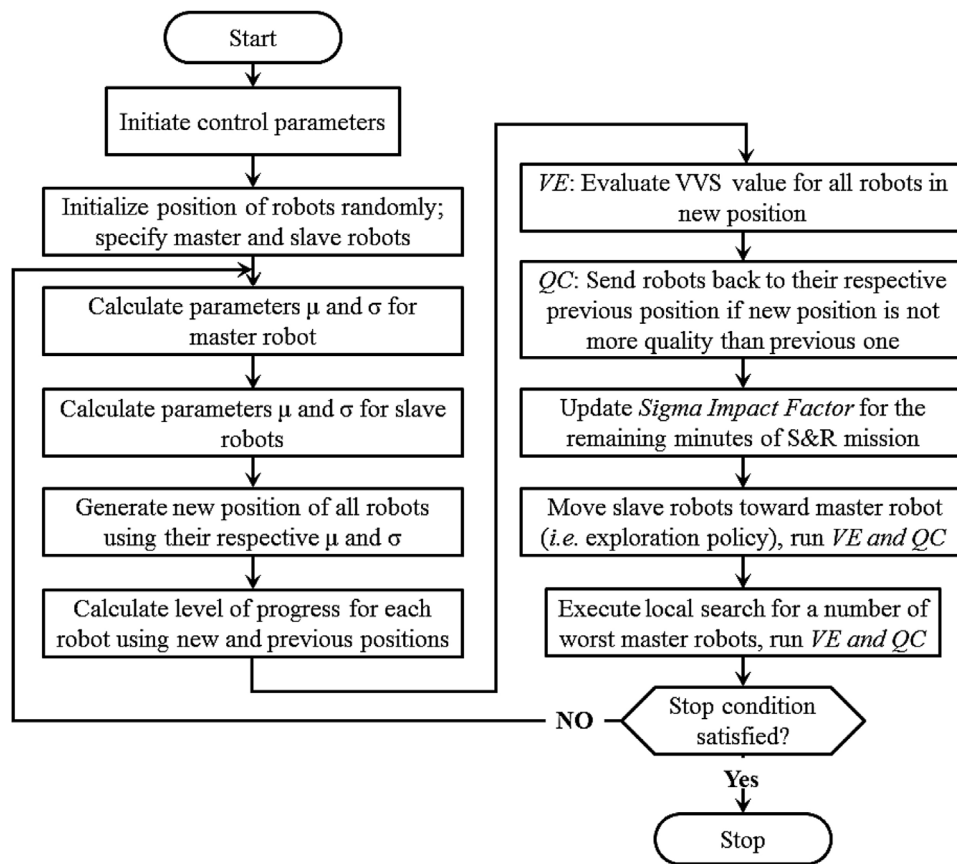 Start
Initiate control parameters
Initialize position of robots randomly;
specify master and slave robots
Calculate parameters μ and σ for
master robot
Calculate parameters μ and σ for slave
robots
Generate new position of all robots
using their respective μ and σ
Calculate level of progress for each
robot using new and previous positions
VE: Evaluate VVS value for all robots in
new position
QC: Send robots back to their respective
previous position if new position is not
more quality than previous one
Update Sigma Impact Factor for the
remaining minutes of S&R mission
Move slave robots toward master robot
(i.e. exploration policy), run VE and QC
Execute local search for a number of
worst master robots, run VE and QC
Stop condition
satisfied?
NO
Yes
Stop